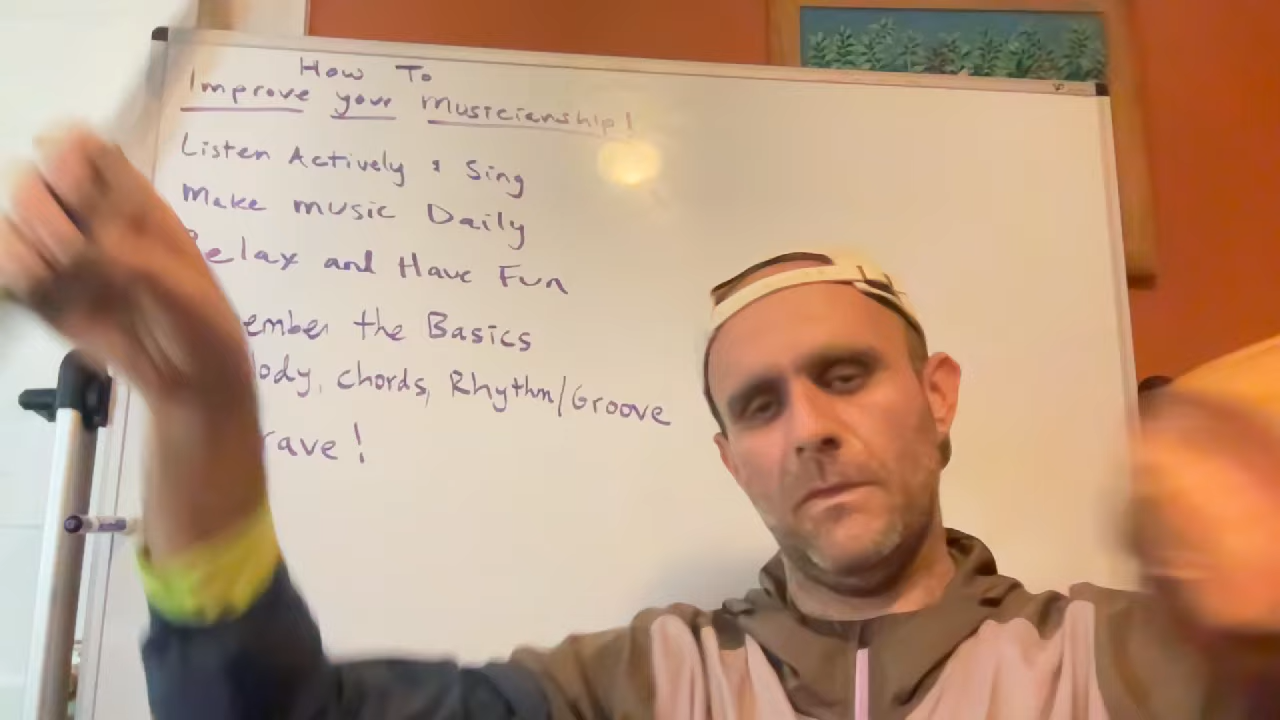 How To
Improve your Musicianship!
Listen Actively & Sing
Make music Daily
elax and Have Fun
ember the Basics
lody, Chords, Rhythm/Groove
rave!